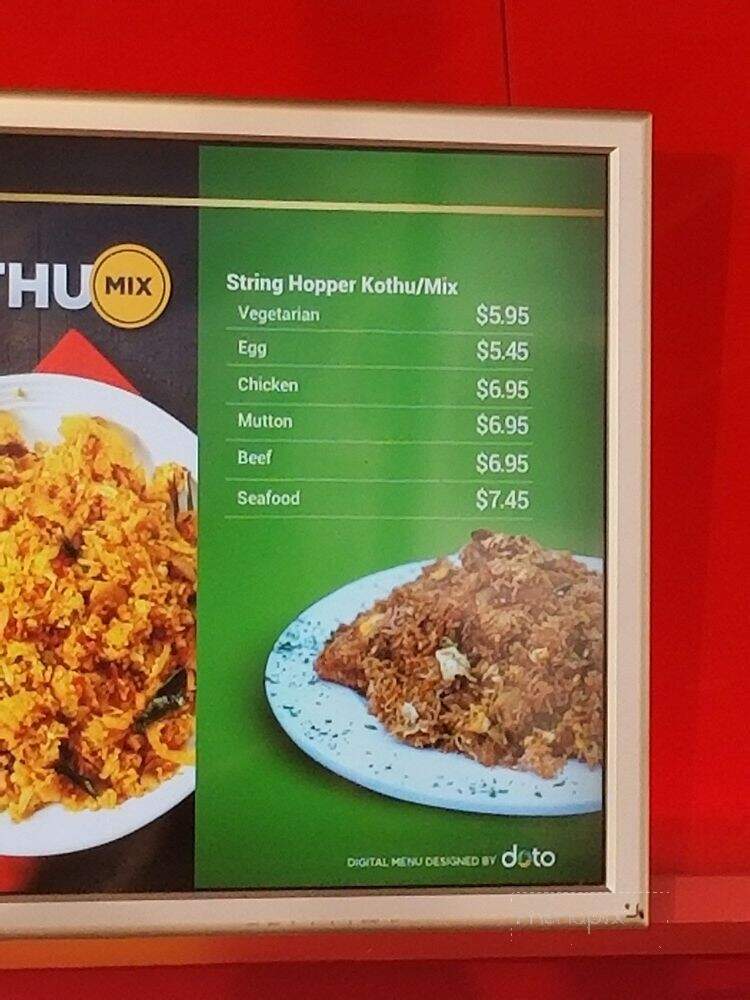 THU MIX
String Hopper Kothu/Mix
Vegetarian $5.95
Egg $5.45
Chicken $6.95
Mutton $6.95
Beef $6.95
Seafood $7.45
DIGITAL MENU DESIGNED BY doto
menupix